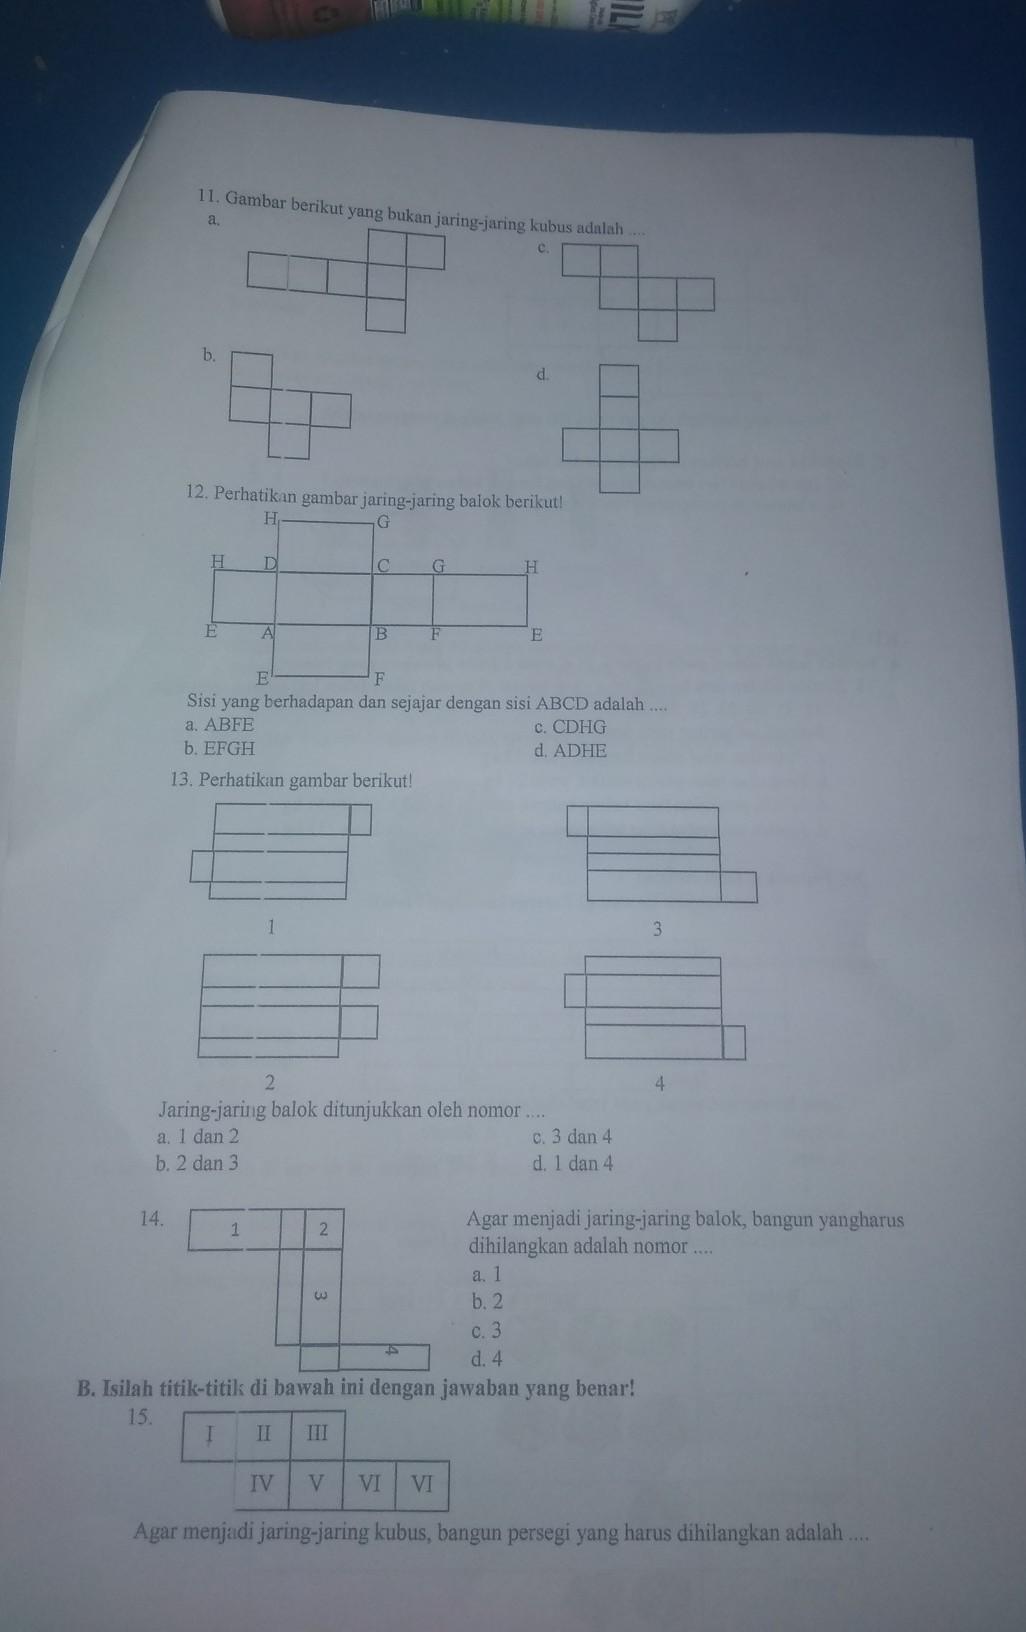 ILK
11. Gambar berikut yang bukan jaring-jaring kubus adalah ....
a.
c.
b.
d.
12. Perhatikan gambar jaring-jaring balok berikut!
H G
H D C G H
E A B F E
E F
Sisi yang berhadapan dan sejajar dengan sisi ABCD adalah ....
a. ABFE
c. CDHG
b. EFGH
d. ADHE
13. Perhatikan gambar berikut!
1
3
2
4
Jaring-jaring balok ditunjukkan oleh nomor ....
a. 1 dan 2
c. 3 dan 4
b. 2 dan 3
d. 1 dan 4
14.
1
2
3
4
Agar menjadi jaring-jaring balok, bangun yangharus
dihilangkan adalah nomor ....
a. 1
b. 2
c. 3
d. 4
B. Isilah titik-titik di bawah ini dengan jawaban yang benar!
15.
I II III
IV V VI VI
Agar menjadi jaring-jaring kubus, bangun persegi yang harus dihilangkan adalah ....